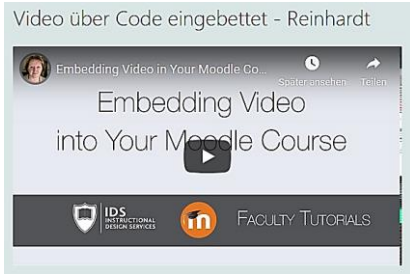 Video über Code eingebettet - Reinhardt
Embedding Video in Your Moodle Co...
Später ansehen
Teilen
Embedding Video
into Your Moodle Course
IDS
INSTRUCTIONAL
DESIGN SERVICES
m
FACULTY TUTORIALS